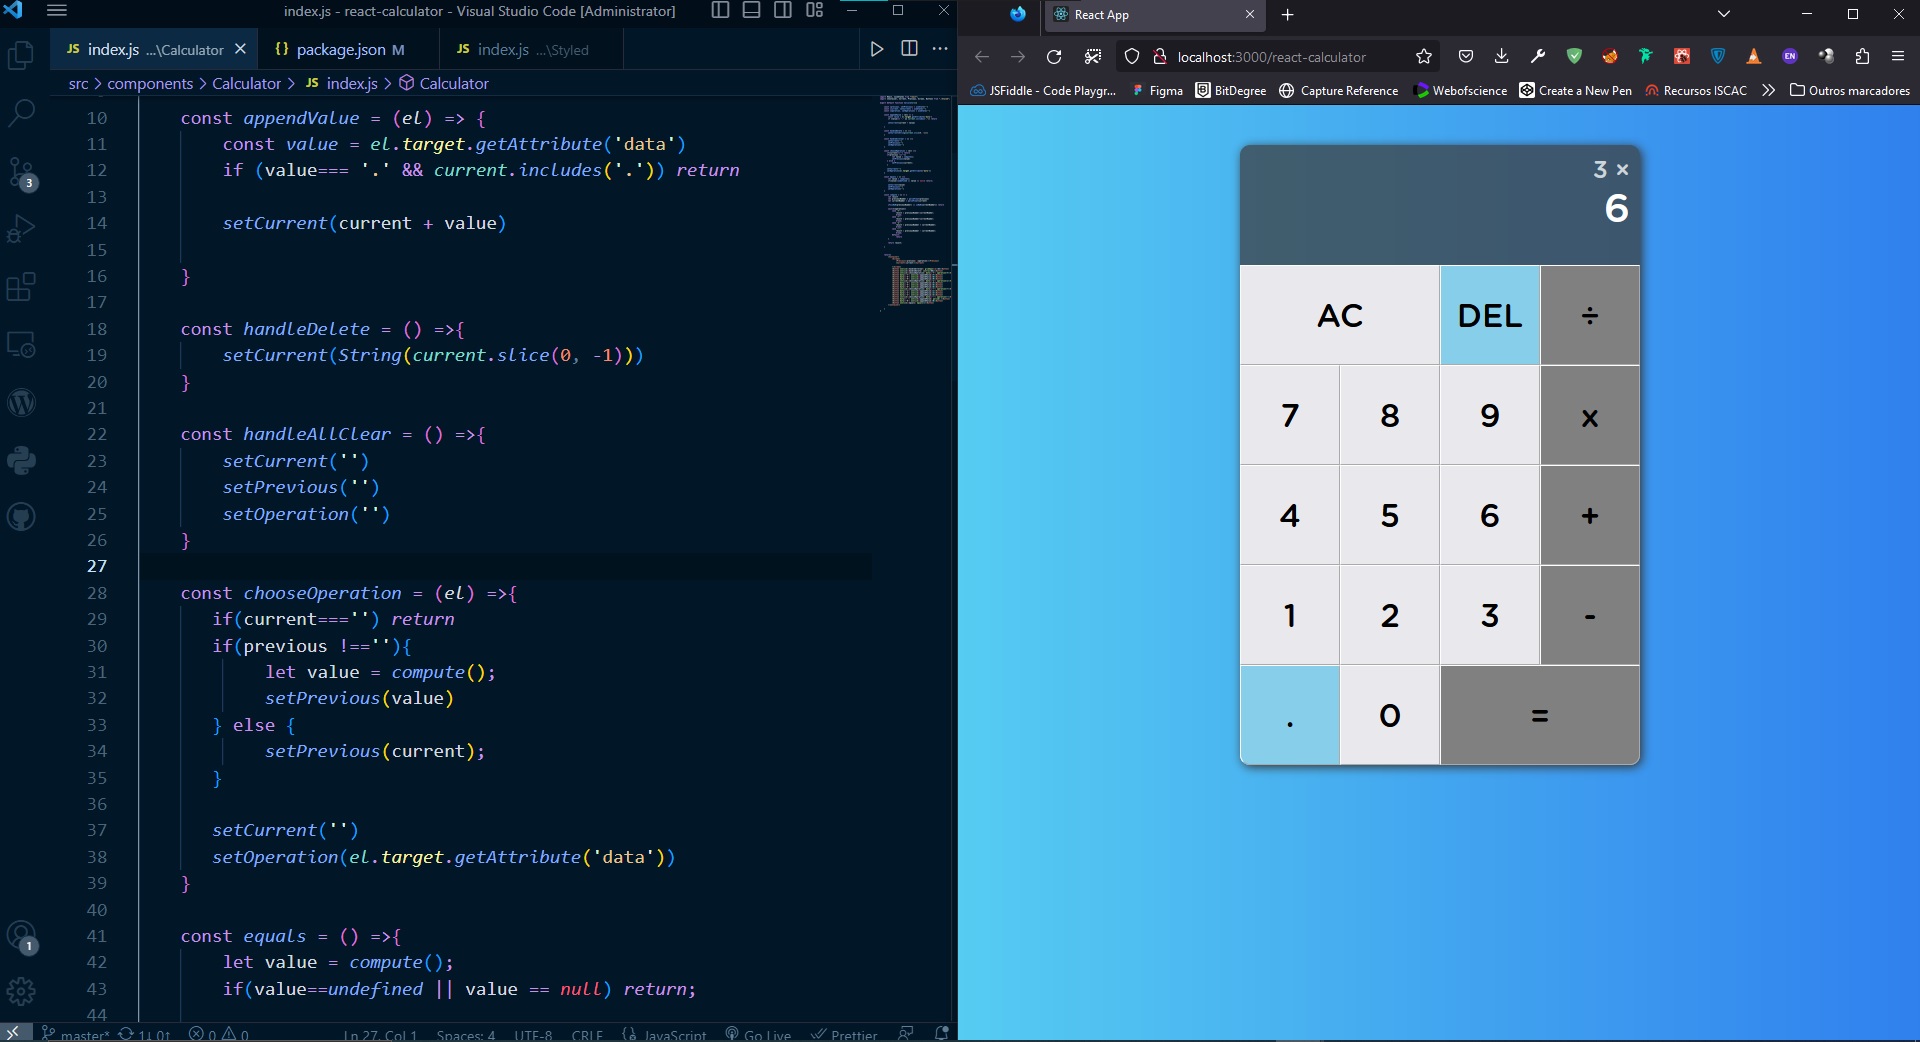 index.js - react-calculator - Visual Studio Code [Administrator]
JS index.js ...\Calculator
{} package.json M
JS index.js ...\Styled
src > components > Calculator > JS index.js > Calculator
10 const appendValue = (el) => {
11 const value = el.target.getAttribute('data')
12 if (value=== '.' && current.includes('.')) return
13
14 setCurrent(current + value)
15
16 }
17
18 const handleDelete = () =>{
19 setCurrent(String(current.slice(0, -1)))
20 }
21
22 const handleAllClear = () =>{
23 setCurrent('')
24 setPrevious('')
25 setOperation('')
26 }
27
28 const chooseOperation = (el) =>{
29 if(current==='') return
30 if(previous !==''){
31 let value = compute();
32 setPrevious(value)
33 } else {
34 setPrevious(current);
35 }
36
37 setCurrent('')
38 setOperation(el.target.getAttribute('data'))
39 }
40
41 const equals = () =>{
42 let value = compute();
43 if(value==undefined || value == null) return;
44
3
1
master* 1↓ 0↑ 0 0 Ln 27, Col 1 Spaces: 4 UTF-8 CRLF {} JavaScript Go Live Prettier
React App
localhost:3000/react-calculator
EN
JSFiddle - Code Playgr... Figma BitDegree Capture Reference Webofscience Create a New Pen Recursos ISCAC Outros marcadores
3 ×
6
AC DEL ÷
7 8 9 x
4 5 6 +
1 2 3 -
. 0 =